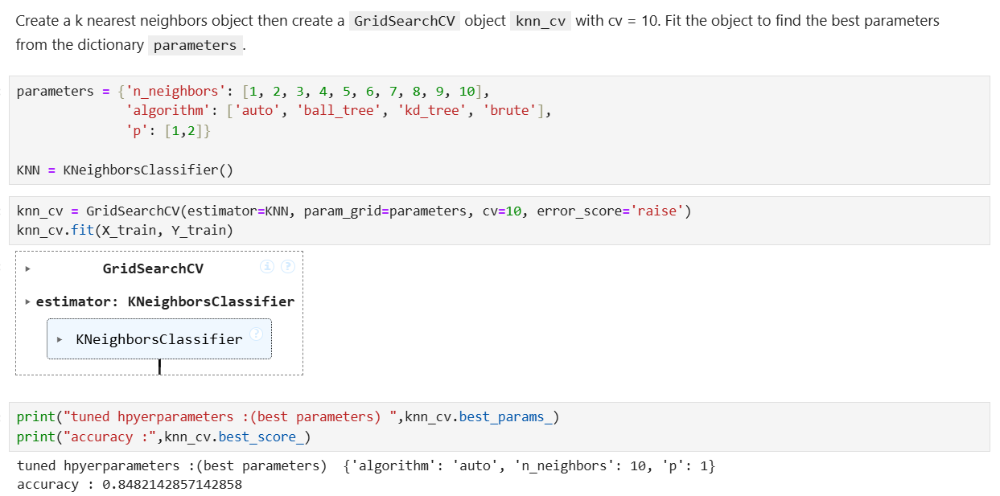 Create a k nearest neighbors object then create a GridSearchCV object knn_cv with cv = 10. Fit the object to find the best parameters
from the dictionary parameters .
parameters = {'n_neighbors': [1, 2, 3, 4, 5, 6, 7, 8, 9, 10],
              'algorithm': ['auto', 'ball_tree', 'kd_tree', 'brute'],
              'p': [1,2]}
KNN = KNeighborsClassifier()
knn_cv = GridSearchCV(estimator=KNN, param_grid=parameters, cv=10, error_score='raise')
knn_cv.fit(X_train, Y_train)
GridSearchCV i ?
estimator: KNeighborsClassifier
KNeighborsClassifier ?
print("tuned hpyerparameters :(best parameters) ",knn_cv.best_params_)
print("accuracy :",knn_cv.best_score_)
tuned hpyerparameters :(best parameters)  {'algorithm': 'auto', 'n_neighbors': 10, 'p': 1}
accuracy : 0.8482142857142858